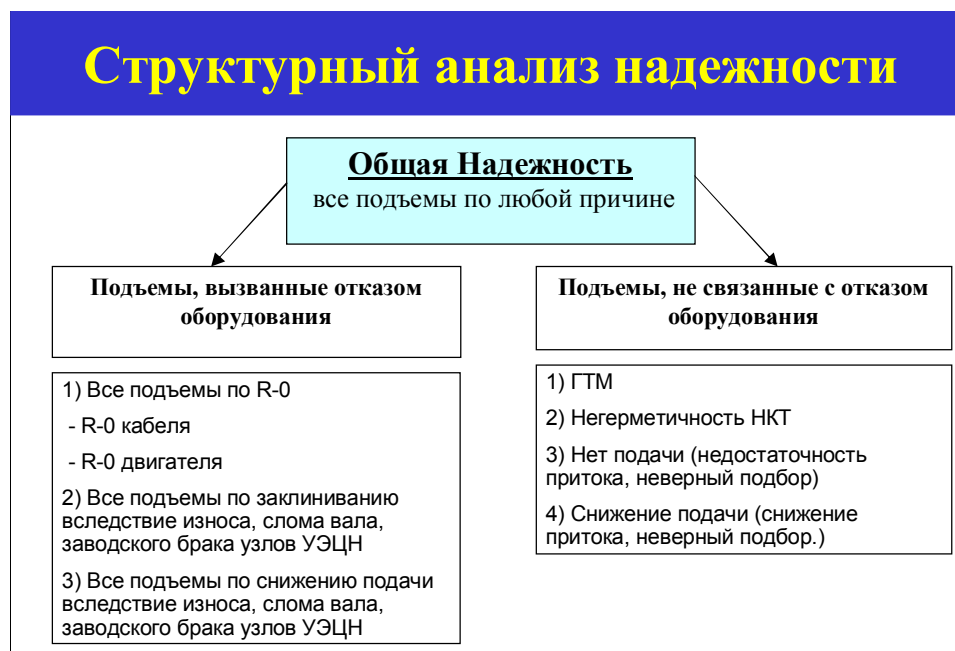 Структурный анализ надежности
Общая Надежность
все подъемы по любой причине
Подъемы, вызванные отказом
оборудования
1) Все подъемы по R-0
- R-0 кабеля
- R-0 двигателя
2) Все подъемы по заклиниванию
вследствие износа, слома вала,
заводского брака узлов УЭЦН
3) Все подъемы по снижению подачи
вследствие износа, слома вала,
заводского брака узлов УЭЦН
Подъемы, не связанные с отказом
оборудования
1) ГТМ
2) Негерметичность НКТ
3) Нет подачи (недостаточность
притока, неверный подбор)
4) Снижение подачи (снижение
притока, неверный подбор.)